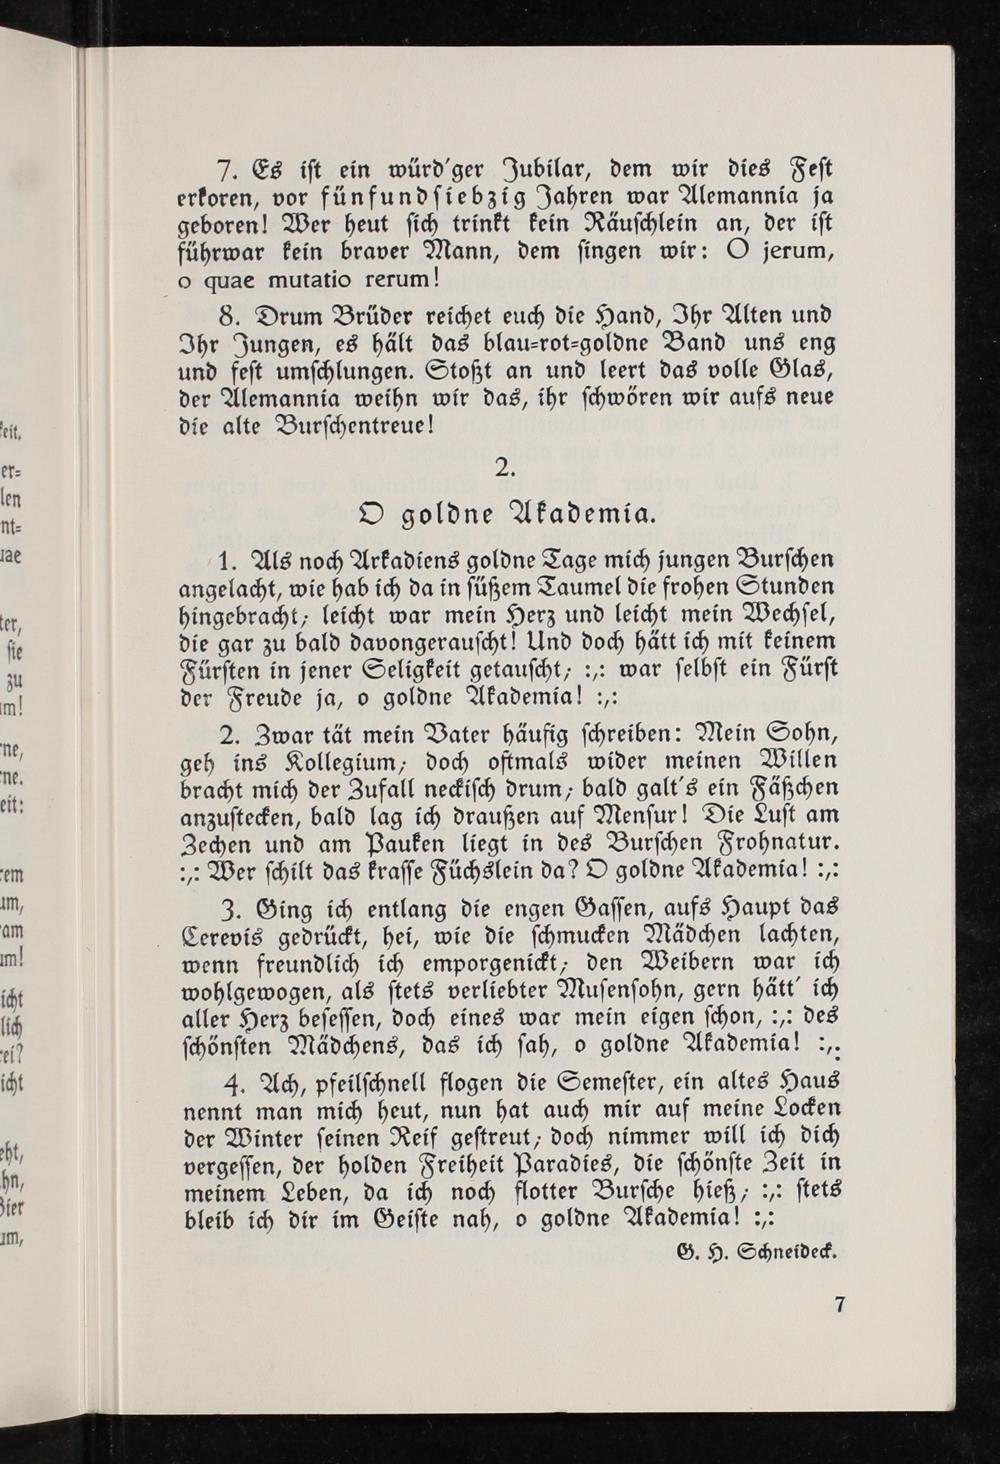 7. Es ist ein würd'ger Jubilar, dem wir dies Fest
erkoren, vor fünfundsiebzig Jahren war Alemannia ja
geboren! Wer heut sich trinkt kein Räuschlein an, der ist
führwar kein braver Mann, dem singen wir: O jerum,
o quae mutatio rerum!
8. Drum Brüder reichet euch die Hand, Ihr Alten und
Ihr Jungen, es hält das blau-rot-goldne Band uns eng
und fest umschlungen. Stoßt an und leert das volle Glas,
der Alemannia weihn wir das, ihr schwören wir aufs neue
die alte Burschentreue!
2.
O goldne Akademia.
1. Als noch Arkadiens goldne Tage mich jungen Burschen
angelacht, wie hab ich da in süßem Taumel die frohen Stunden
hingebracht; leicht war mein Herz und leicht mein Wechsel,
die gar zu bald davongerauscht! Und doch hätt ich mit keinem
Fürsten in jener Seligkeit getauscht; :,: war selbst ein Fürst
der Freude ja, o goldne Akademia! :,:
2. Zwar tät mein Vater häufig schreiben: Mein Sohn,
geh ins Kollegium; doch oftmals wider meinen Willen
bracht mich der Zufall neckisch drum; bald galt's ein Fäßchen
anzustecken, bald lag ich draußen auf Mensur! Die Lust am
Zechen und am Pauken liegt in des Burschen Frohnatur.
:,: Wer schilt das krasse Füchslein da? O goldne Akademia! :,:
3. Ging ich entlang die engen Gassen, aufs Haupt das
Cerevis gedrückt, hei, wie die schmucken Mädchen lachten,
wenn freundlich ich emporgenickt; den Weibern war ich
wohlgewogen, als stets verliebter Musensohn, gern hätt' ich
aller Herz besessen, doch eines war mein eigen schon, :,: des
schönsten Mädchens, das ich sah, o goldne Akademia! :,:
4. Ach, pfeilschnell flogen die Semester, ein altes Haus
nennt man mich heut, nun hat auch mir auf meine Locken
der Winter seinen Reif gestreut; doch nimmer will ich dich
vergessen, der holden Freiheit Paradies, die schönste Zeit in
meinem Leben, da ich noch flotter Bursche hieß; :,: stets
bleib ich dir im Geiste nah, o goldne Akademia! :,:
G. H. Schneideck.
7